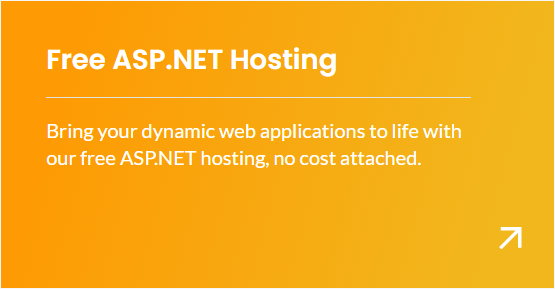 Free ASP.NET Hosting
Bring your dynamic web applications to life with
our free ASP.NET hosting, no cost attached.